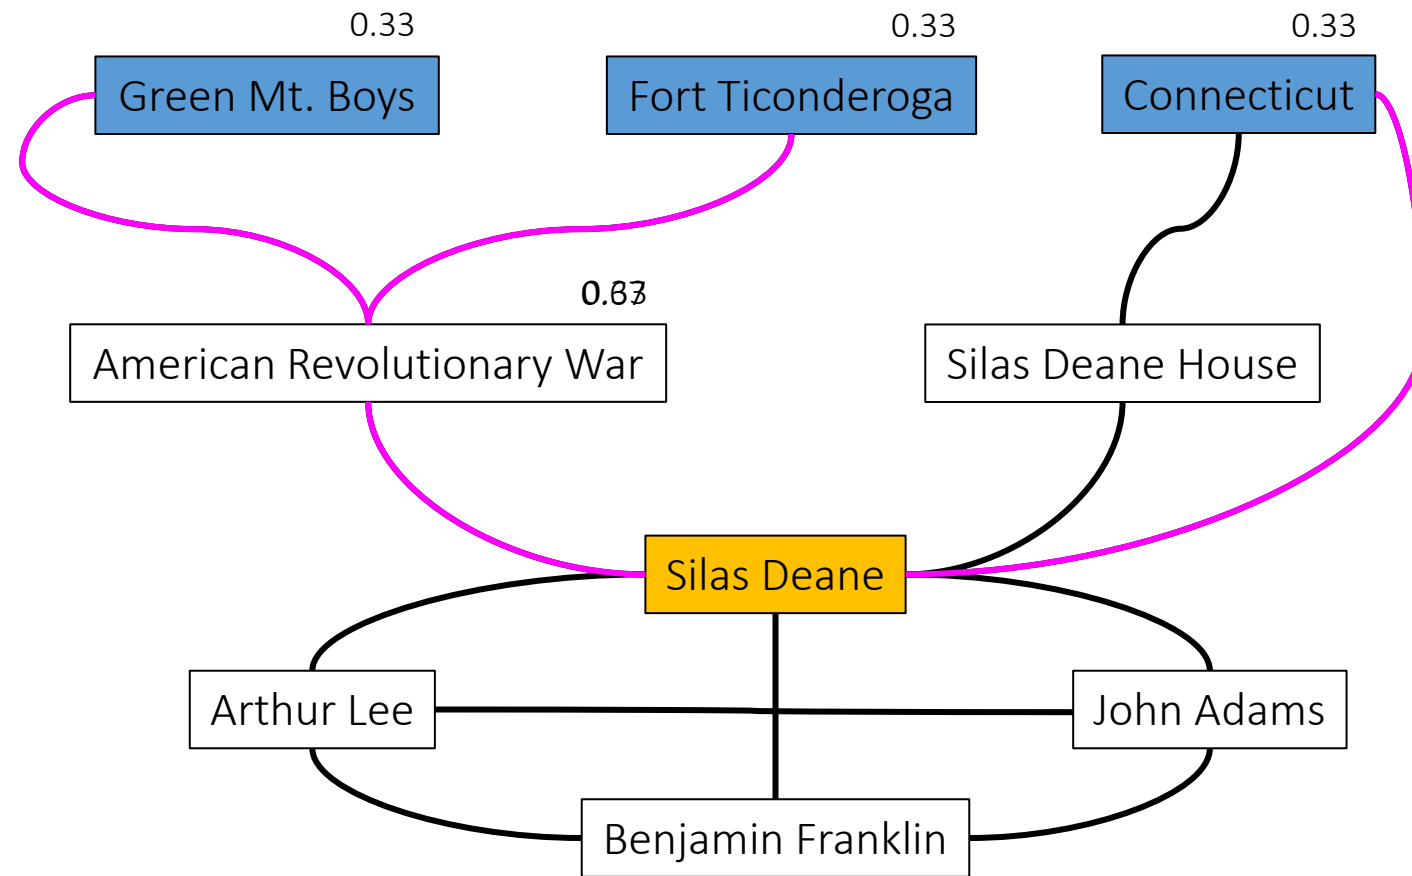 0.33
0.33
0.33
Green Mt. Boys
Fort Ticonderoga
Connecticut
American Revolutionary War
Silas Deane House
Silas Deane
Arthur Lee
John Adams
Benjamin Franklin